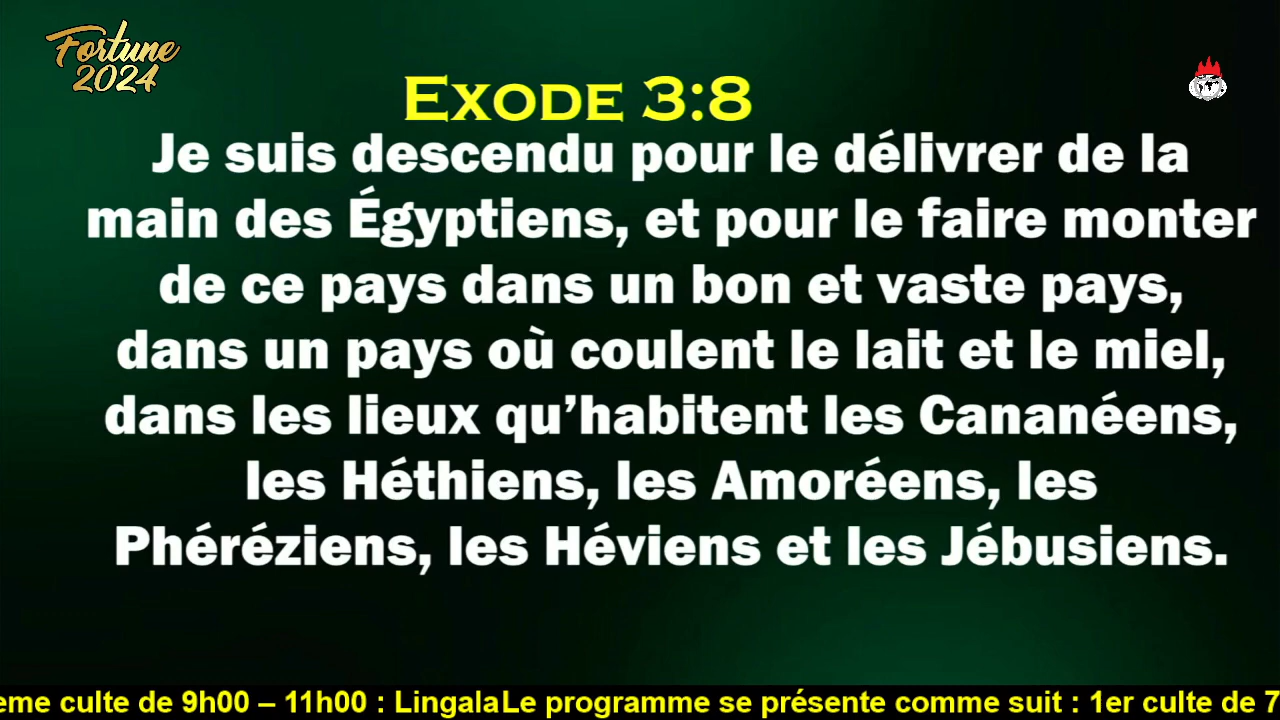 Fortune
2024
Exode 3:8
Je suis descendu pour le délivrer de la
main des Égyptiens, et pour le faire monter
de ce pays dans un bon et vaste pays,
dans un pays où coulent le lait et le miel,
dans les lieux qu’habitent les Cananéens,
les Héthiens, les Amoréens, les
Phéréziens, les Héviens et les Jébusiens.
eme culte de 9h00 – 11h00 : LingalaLe programme se présente comme suit : 1er culte de 7